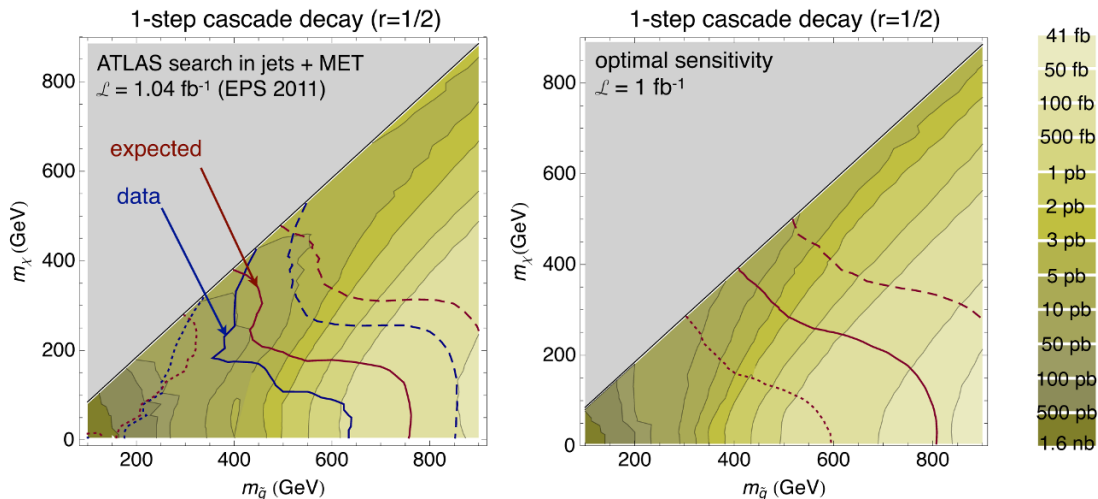 1-step cascade decay (r=1/2)
ATLAS search in jets + MET
ℒ = 1.04 fb⁻¹ (EPS 2011)
expected
data
800
600
400
200
0
mχ (GeV)
200 400 600 800
m g̃ (GeV)
1-step cascade decay (r=1/2)
optimal sensitivity
ℒ = 1 fb⁻¹
800
600
400
200
0
mχ (GeV)
200 400 600 800
m g̃ (GeV)
41 fb
50 fb
100 fb
500 fb
1 pb
2 pb
3 pb
5 pb
10 pb
50 pb
100 pb
500 pb
1.6 nb